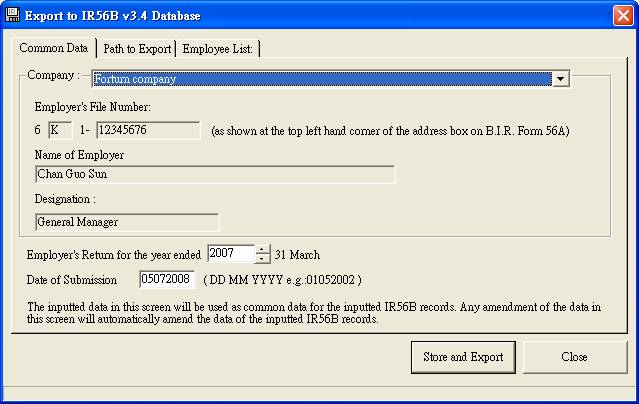 Export to IR56B v3.4 Database
Common Data Path to Export Employee List:
Company : Fortum company
Employer's File Number:
6 K 1- 12345676 (as shown at the top left hand corner of the address box on B.I.R. Form 56A)
Name of Employer
Chan Guo Sun
Designation :
General Manager
Employer's Return for the year ended 2007 31 March
Date of Submission 05072008 ( DD MM YYYY e.g.:01052002 )
The inputted data in this screen will be used as common data for the inputted IR56B records. Any amendment of the data in
this screen will automatically amend the data of the inputted IR56B records.
Store and Export Close